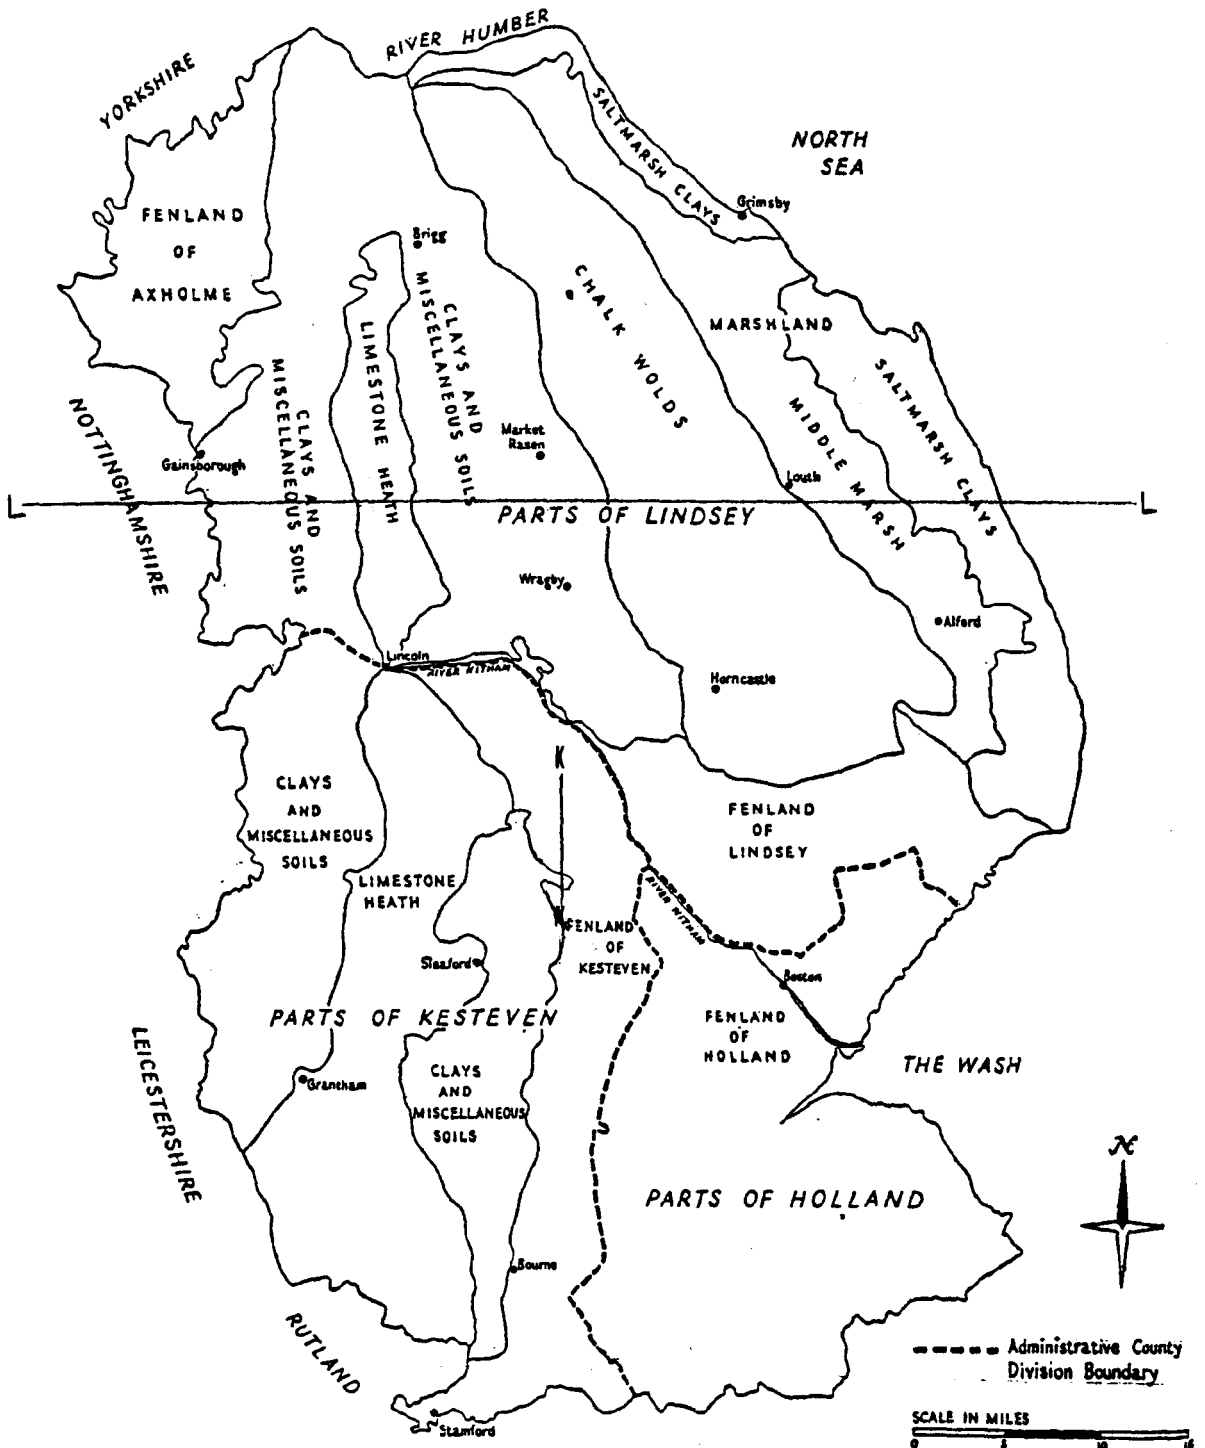 RIVER HUMBER
YORKSHIRE
NORTH
SEA
SALTMARSH CLAYS
Grimsby
FENLAND
OF
AXHOLME
Brigg
CLAYS AND
MISCELLANEOUS SOILS
LIMESTONE HEATH
CLAYS AND
MISCELLANEOUS SOILS
CHALK WOLDS
MARSHLAND
MIDDLE MARSH
SALTMARSH CLAYS
NOTTINGHAMSHIRE
Gainsborough
Market
Rasen
Louth
L
L
PARTS OF LINDSEY
Wragby
Alford
Lincoln
RIVER WITHAM
Horncastle
K
CLAYS
AND
MISCELLANEOUS
SOILS
FENLAND
OF
LINDSEY
LIMESTONE
HEATH
RIVER WITHAM
K
FENLAND
OF
KESTEVEN
Sleaford
Boston
PARTS OF KESTEVEN
FENLAND
OF
HOLLAND
THE WASH
LEICESTERSHIRE
Grantham
CLAYS
AND
MISCELLANEOUS
SOILS
N
PARTS OF HOLLAND
Bourne
RUTLAND
Stamford
Administrative County
Division Boundary
SCALE IN MILES
0 5 10 15